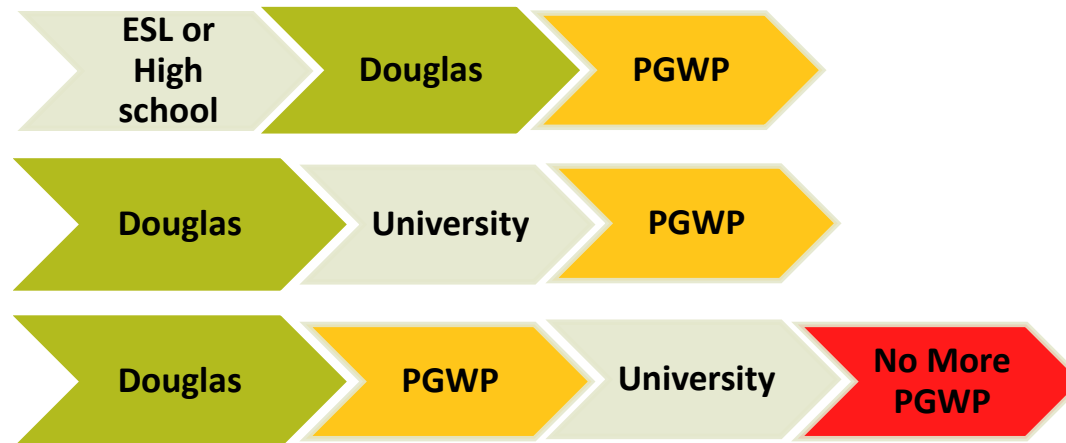 ESL or
High
school
Douglas
PGWP
Douglas
University
PGWP
Douglas
PGWP
University
No More
PGWP